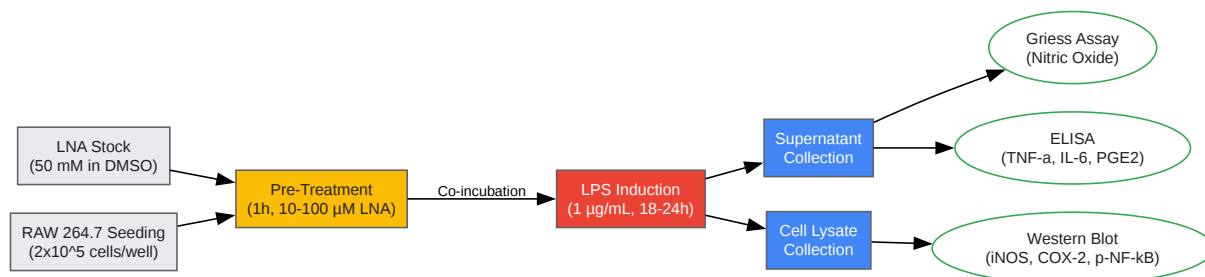 LNA Stock
(50 mM in DMSO)
RAW 264.7 Seeding
(2x10^5 cells/well)
Pre-Treatment
(1h, 10-100 µM LNA)
Co-incubation
LPS Induction
(1 µg/mL, 18-24h)
Supernatant
Collection
Cell Lysate
Collection
Griess Assay
(Nitric Oxide)
ELISA
(TNF-a, IL-6, PGE2)
Western Blot
(iNOS, COX-2, p-NF-kB)